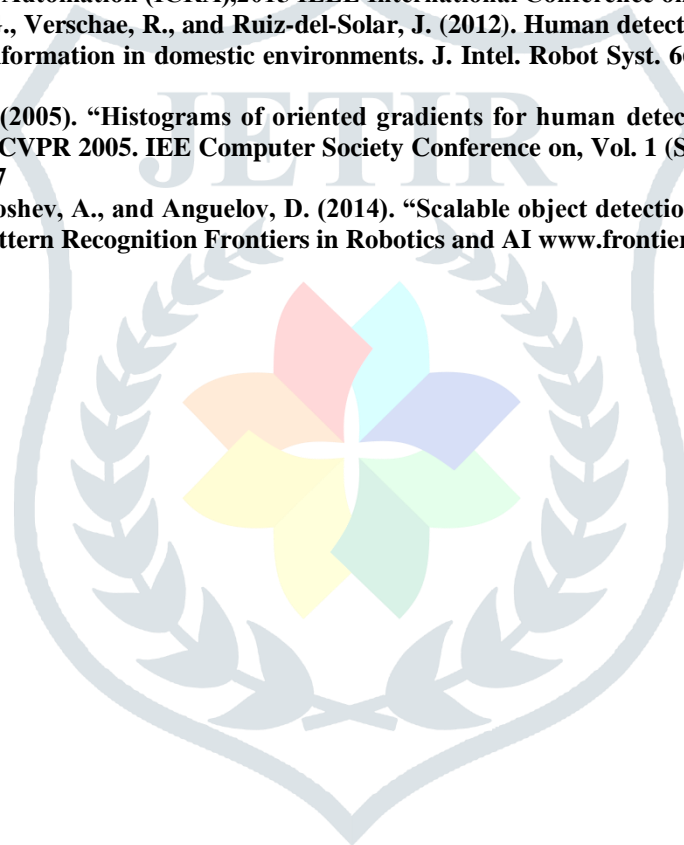 Automation (ICRA),2015 IEEE International Conference on
., Verschae, R., and Ruiz-del-Solar, J. (2012). Human detect
nformation in domestic environments. J. Intel. Robot Syst. 6
JETIR
(2005). “Histograms of oriented gradients for human detec
CVPR 2005. IEE Computer Society Conference on, Vol. 1 (S
7
oshev, A., and Anguelov, D. (2014). “Scalable object detectio
ttern Recognition Frontiers in Robotics and AI www.frontier